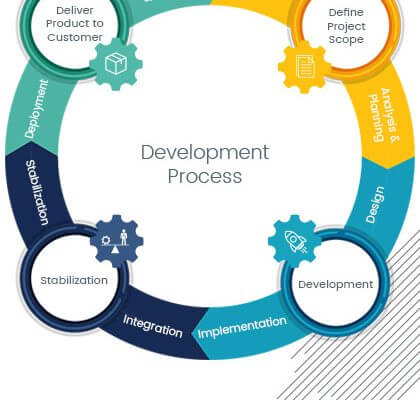 Deliver
Product to
Customer
Define
Project
Scope
Analysis &
Planning
Deployment
Development
Process
Design
Stabilization
Stabilization
Development
Integration
Implementation